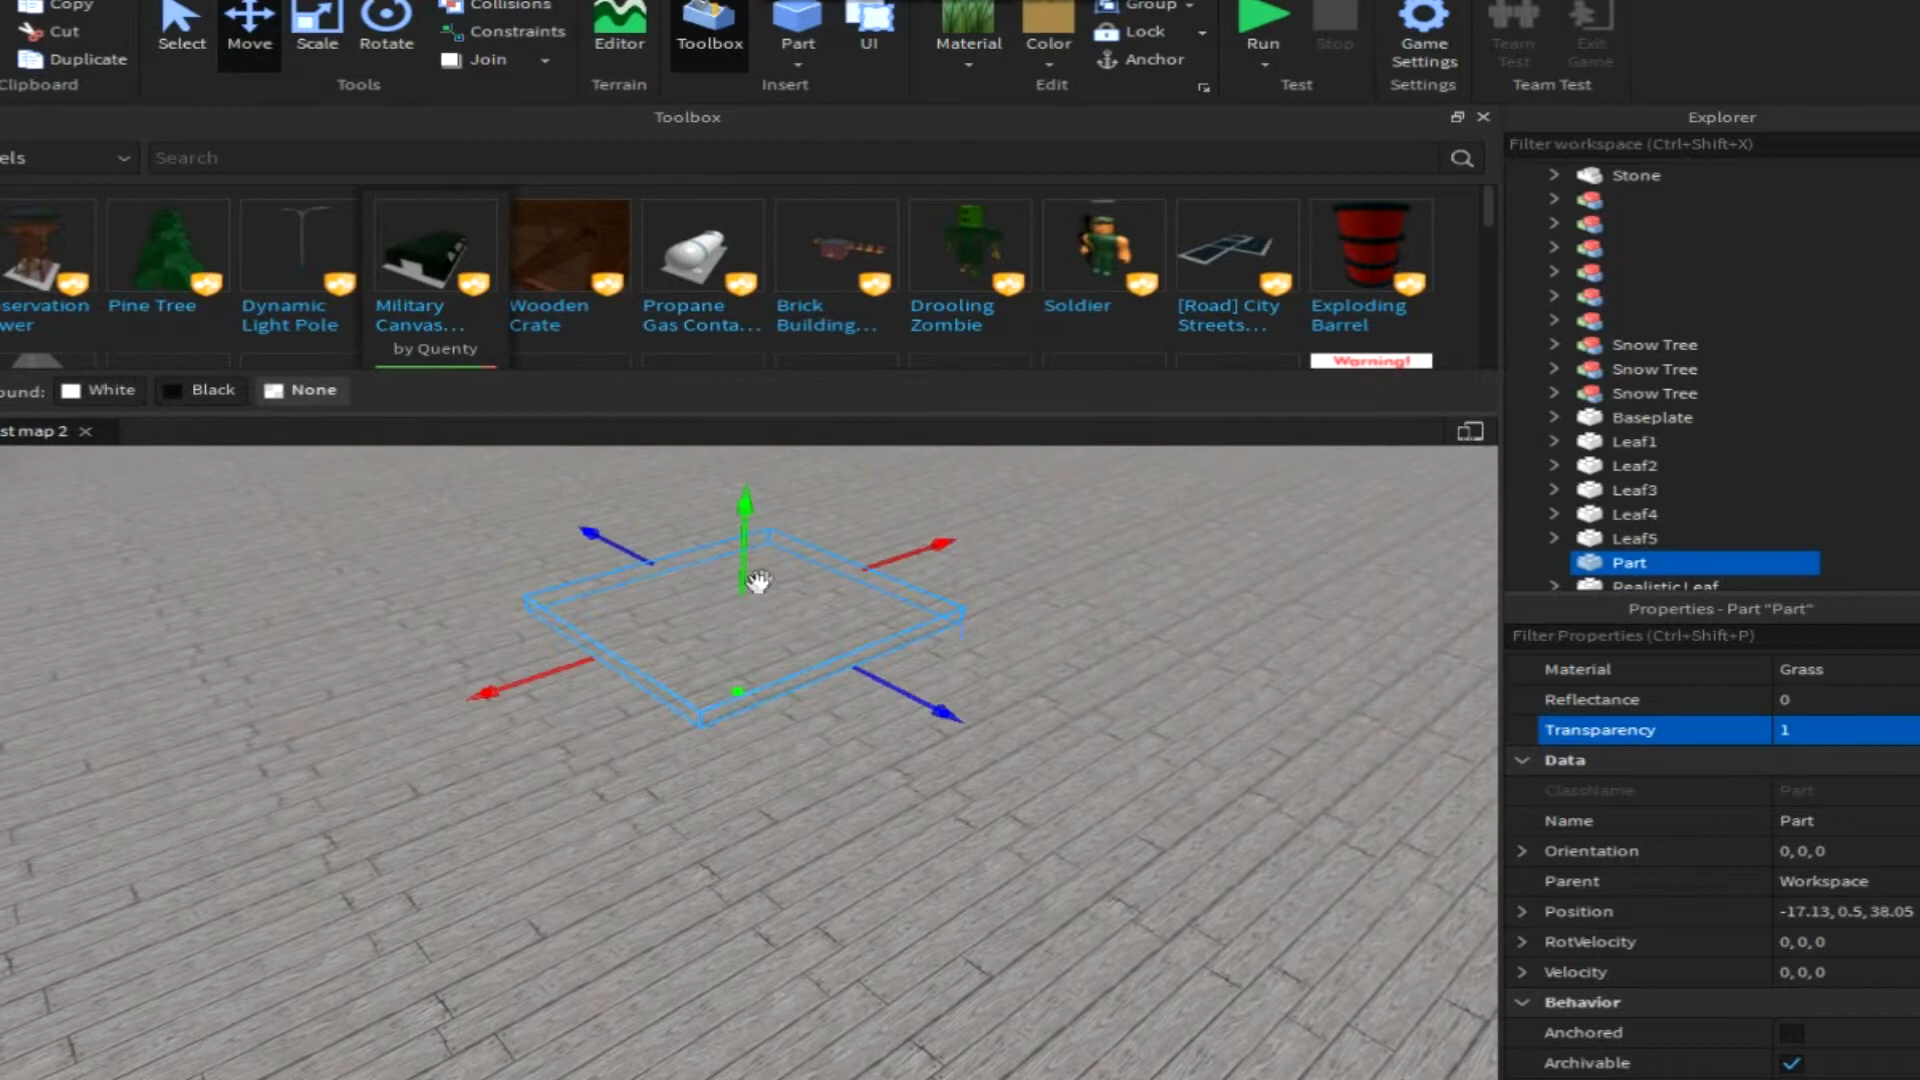 Copy
Cut
Duplicate
Clipboard
Select
Move
Scale
Rotate
Collisions
Constraints
Join
Tools
Editor
Terrain
Toolbox
Part
UI
Insert
Material
Color
Group
Lock
Anchor
Edit
Run
Stop
Test
Game
Settings
Settings
Team
Test
Exit
Game
Team Test
Toolbox
els
Search
servation
wer
Pine Tree
Dynamic
Light Pole
Military
Canvas...
by Quenty
Wooden
Crate
Propane
Gas Conta...
Brick
Building...
Drooling
Zombie
Soldier
[Road] City
Streets...
Exploding
Barrel
Warning!
ound:
White
Black
None
st map 2
Explorer
Filter workspace (Ctrl+Shift+X)
Stone
Snow Tree
Snow Tree
Snow Tree
Baseplate
Leaf1
Leaf2
Leaf3
Leaf4
Leaf5
Part
Realistic Leaf
Properties - Part "Part"
Filter Properties (Ctrl+Shift+P)
Material Grass
Reflectance 0
Transparency 1
Data
ClassName Part
Name Part
Orientation 0, 0, 0
Parent Workspace
Position -17.13, 0.5, 38.05
RotVelocity 0, 0, 0
Velocity 0, 0, 0
Behavior
Anchored
Archivable